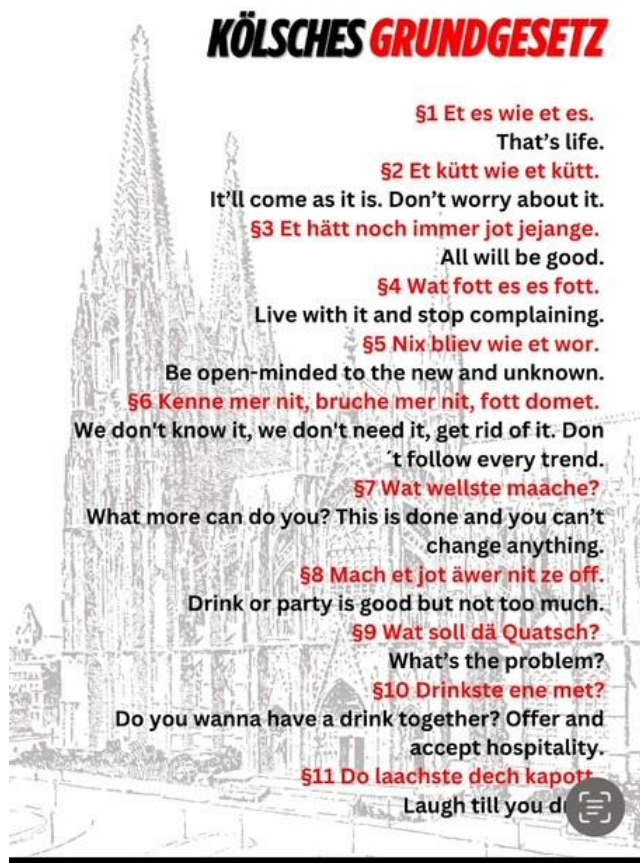 KÖLSCHES GRUNDGESETZ
§1 Et es wie et es.
That's life.
§2 Et kütt wie et kütt.
It'll come as it is. Don't worry about it.
§3 Et hätt noch immer jot jejange.
All will be good.
§4 Wat fott es es fott.
Live with it and stop complaining.
§5 Nix bliev wie et wor.
Be open-minded to the new and unknown.
§6 Kenne mer nit, bruche mer nit, fott domet.
We don't know it, we don't need it, get rid of it. Don
´t follow every trend.
§7 Wat wellste maache?
What more can do you? This is done and you can't
change anything.
§8 Mach et jot äwer nit ze off.
Drink or party is good but not too much.
§9 Wat soll dä Quatsch?
What's the problem?
§10 Drinkste ene met?
Do you wanna have a drink together? Offer and
accept hospitality.
§11 Do laachste dech kapott
Laugh till you